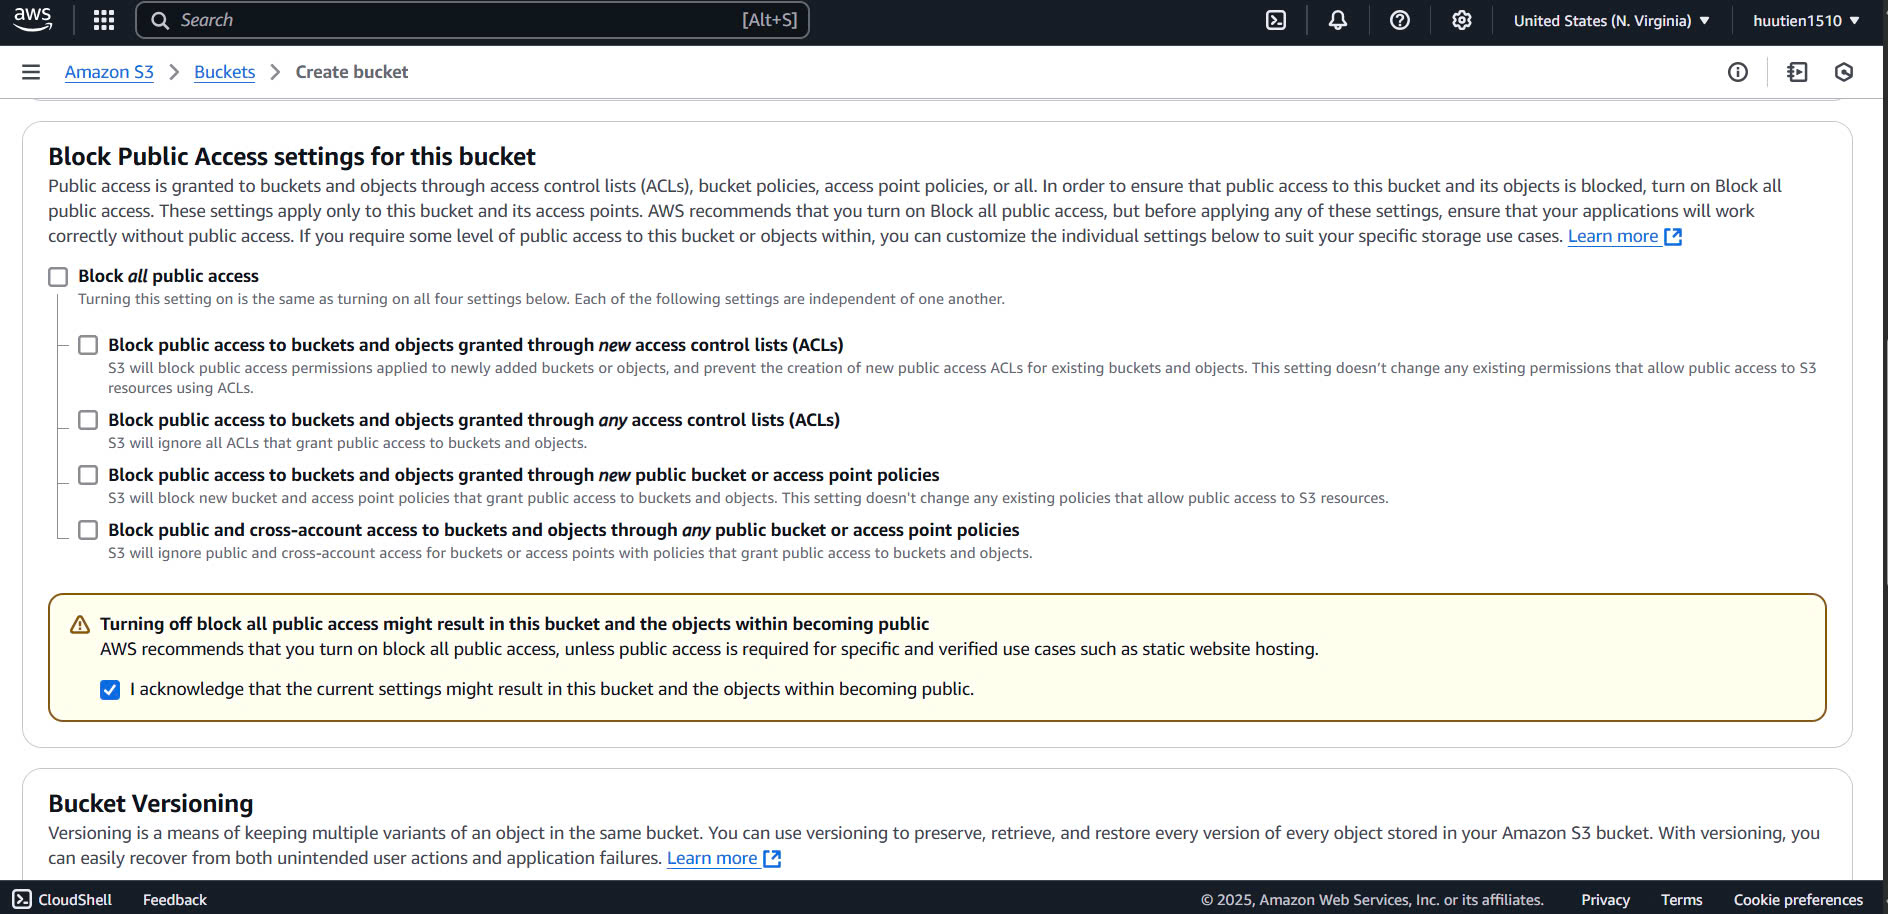 aws
Search
[Alt+S]
United States (N. Virginia)
huutien1510
Amazon S3
Buckets
Create bucket
Block Public Access settings for this bucket
Public access is granted to buckets and objects through access control lists (ACLs), bucket policies, access point policies, or all. In order to ensure that public access to this bucket and its objects is blocked, turn on Block all
public access. These settings apply only to this bucket and its access points. AWS recommends that you turn on Block all public access, but before applying any of these settings, ensure that your applications will work
correctly without public access. If you require some level of public access to this bucket or objects within, you can customize the individual settings below to suit your specific storage use cases. Learn more
Block all public access
Turning this setting on is the same as turning on all four settings below. Each of the following settings are independent of one another.
Block public access to buckets and objects granted through new access control lists (ACLs)
S3 will block public access permissions applied to newly added buckets or objects, and prevent the creation of new public access ACLs for existing buckets and objects. This setting doesn’t change any existing permissions that allow public access to S3
resources using ACLs.
Block public access to buckets and objects granted through any access control lists (ACLs)
S3 will ignore all ACLs that grant public access to buckets and objects.
Block public access to buckets and objects granted through new public bucket or access point policies
S3 will block new bucket and access point policies that grant public access to buckets and objects. This setting doesn't change any existing policies that allow public access to S3 resources.
Block public and cross-account access to buckets and objects through any public bucket or access point policies
S3 will ignore public and cross-account access for buckets or access points with policies that grant public access to buckets and objects.
Turning off block all public access might result in this bucket and the objects within becoming public
AWS recommends that you turn on block all public access, unless public access is required for specific and verified use cases such as static website hosting.
I acknowledge that the current settings might result in this bucket and the objects within becoming public.
Bucket Versioning
Versioning is a means of keeping multiple variants of an object in the same bucket. You can use versioning to preserve, retrieve, and restore every version of every object stored in your Amazon S3 bucket. With versioning, you
can easily recover from both unintended user actions and application failures. Learn more
CloudShell
Feedback
© 2025, Amazon Web Services, Inc. or its affiliates.
Privacy
Terms
Cookie preferences